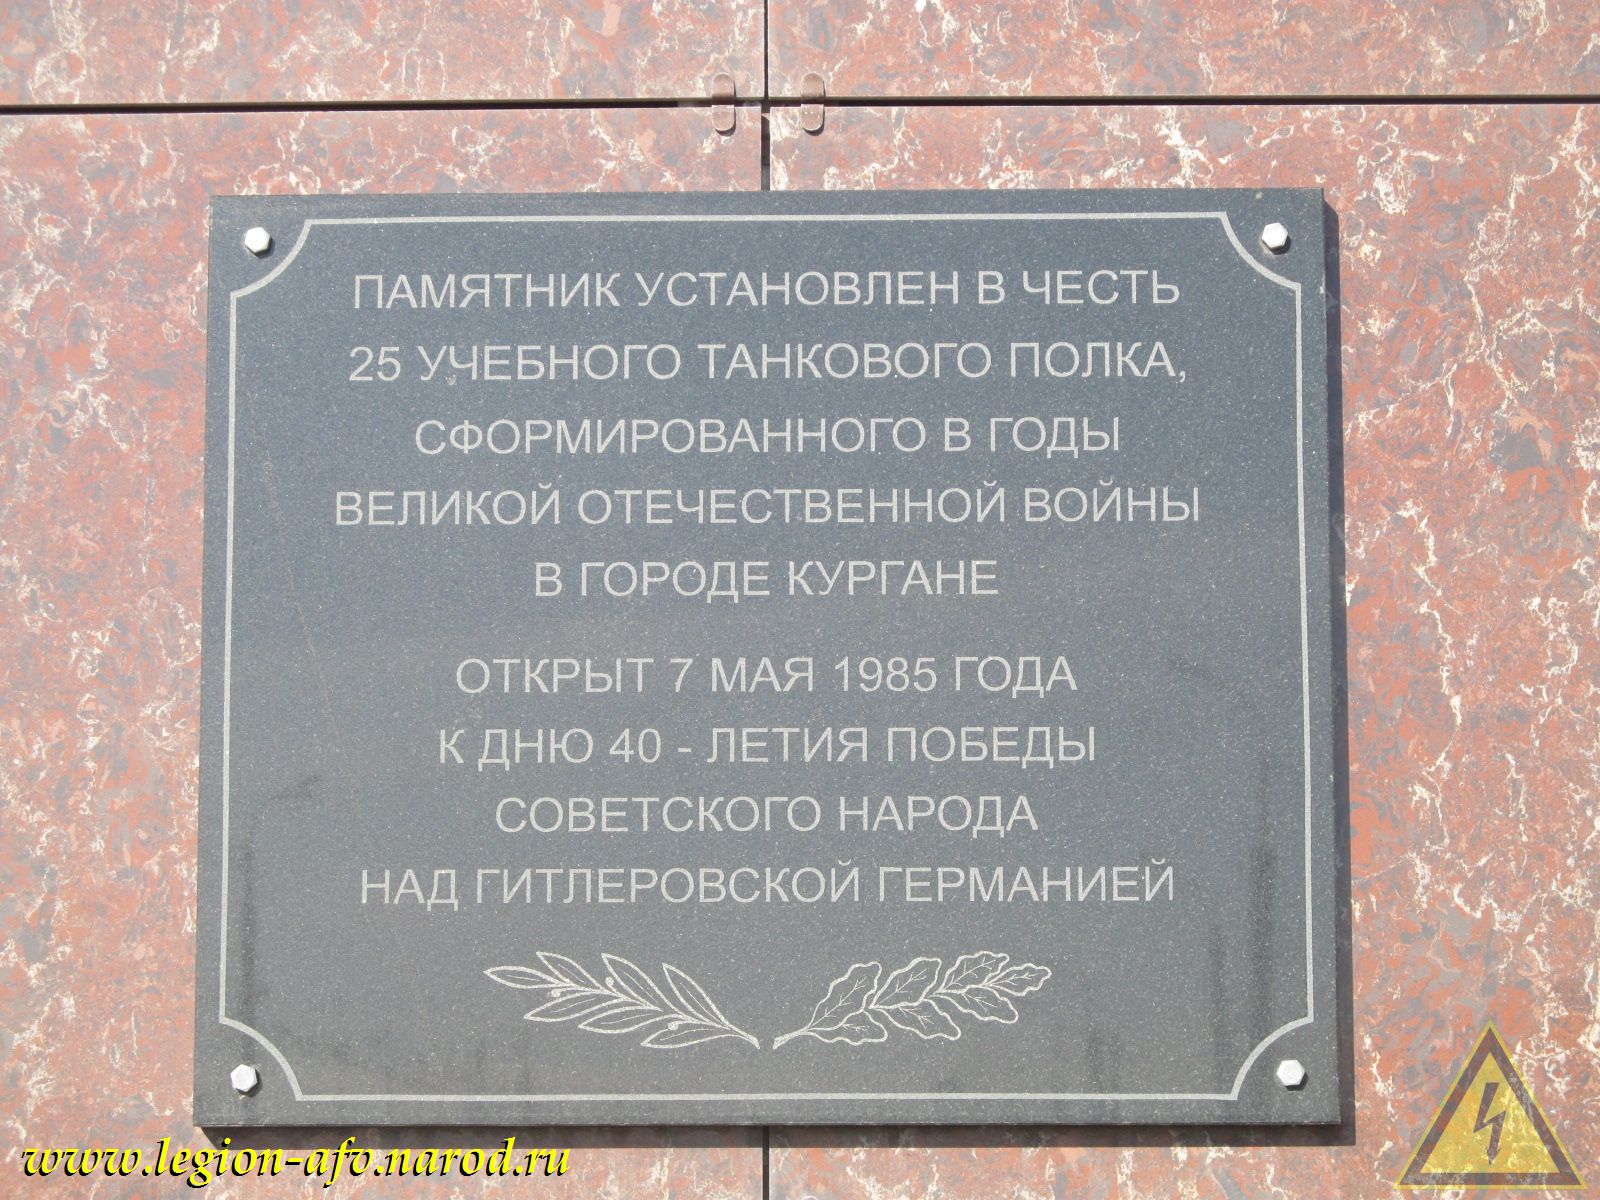 ПАМЯТНИК УСТАНОВЛЕН В ЧЕСТЬ
25 УЧЕБНОГО ТАНКОВОГО ПОЛКА,
СФОРМИРОВАННОГО В ГОДЫ
ВЕЛИКОЙ ОТЕЧЕСТВЕННОЙ ВОЙНЫ
В ГОРОДЕ КУРГАНЕ
ОТКРЫТ 7 МАЯ 1985 ГОДА
К ДНЮ 40 - ЛЕТИЯ ПОБЕДЫ
СОВЕТСКОГО НАРОДА
НАД ГИТЛЕРОВСКОЙ ГЕРМАНИЕЙ
www.legion-afv.narod.ru